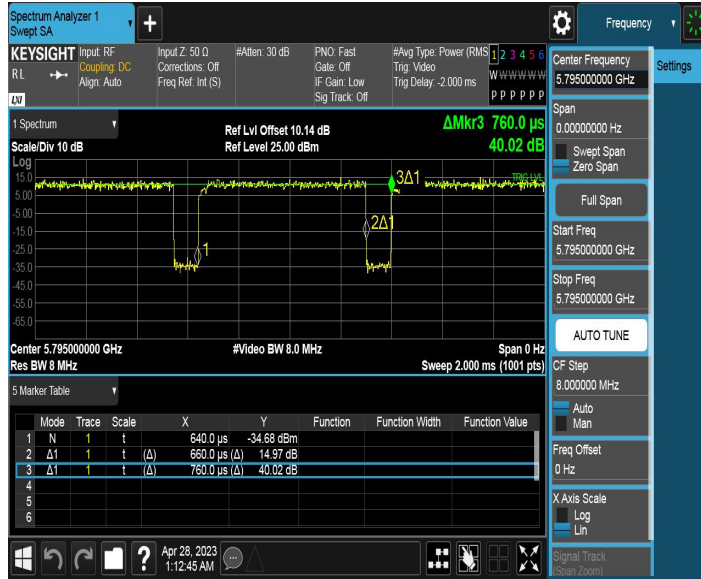 Spectrum Analyzer 1
Swept SA
Frequency
KEYSIGHT
RL
LXI
Input: RF
Coupling: DC
Align: Auto
Input Z: 50 Ω
Corrections: Off
Freq Ref: Int (S)
#Atten: 30 dB
PNO: Fast
Gate: Off
IF Gain: Low
Sig Track: Off
#Avg Type: Power (RMS
Trig: Video
Trig Delay: -2.000 ms
1 2 3 4 5 6
W W W W W W
P P P P P P
1 Spectrum
Scale/Div 10 dB
Ref Lvl Offset 10.14 dB
Ref Level 25.00 dBm
ΔMkr3 760.0 µs
40.02 dB
Log
15.0
5.00
-5.00
-15.0
-25.0
-35.0
-45.0
-55.0
-65.0
1
2Δ1
3Δ1
TRIG LVL
Center 5.795000000 GHz
#Video BW 8.0 MHz
Span 0 Hz
Res BW 8 MHz
Sweep 2.000 ms (1001 pts)
5 Marker Table
Mode Trace Scale X Y Function Function Width Function Value
1 N 1 t 640.0 µs -34.68 dBm
2 Δ1 1 t (Δ) 660.0 µs (Δ) 14.97 dB
3 Δ1 1 t (Δ) 760.0 µs (Δ) 40.02 dB
4
5
6
?
Apr 28, 2023
1:12:45 AM
Settings
Center Frequency
5.795000000 GHz
Span
0.00000000 Hz
Swept Span
Zero Span
Full Span
Start Freq
5.795000000 GHz
Stop Freq
5.795000000 GHz
AUTO TUNE
CF Step
8.000000 MHz
Auto
Man
Freq Offset
0 Hz
X Axis Scale
Log
Lin
Signal Track
(Span Zoom)